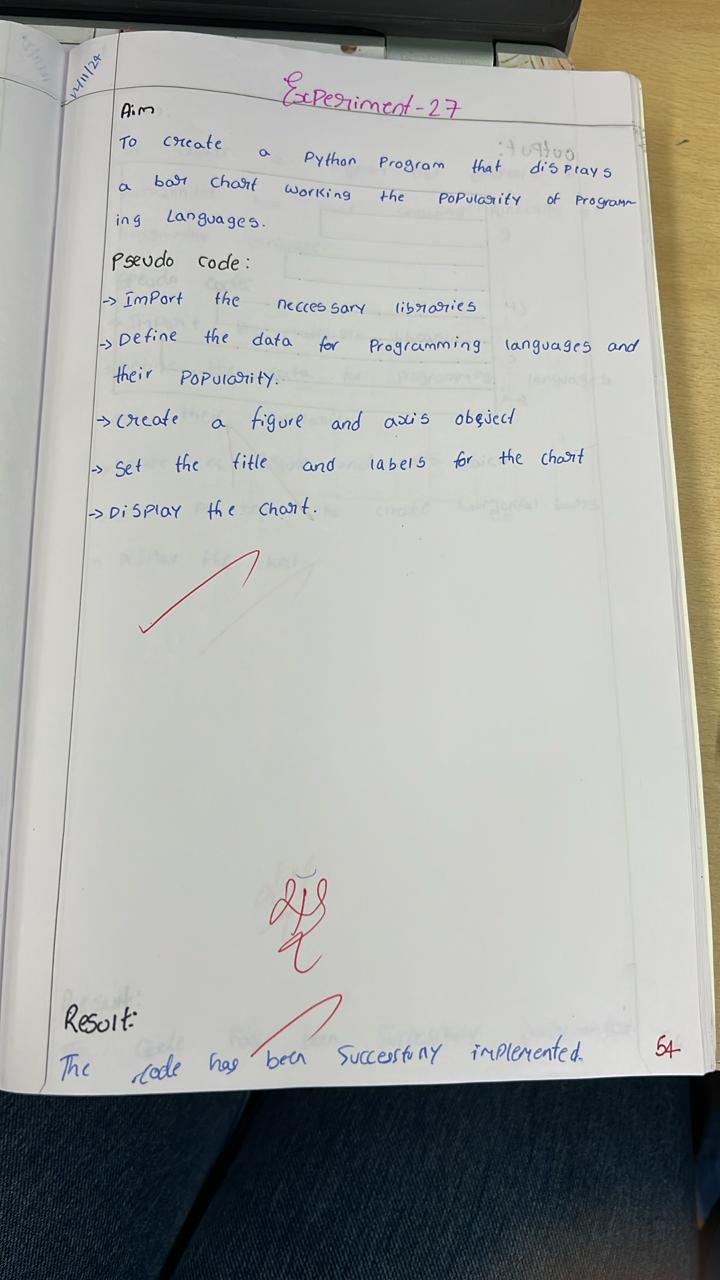 Experiment-27
Aim
To create a Python Program that displays
a bar chart working the popularity of Programm
ing Languages.
Pseudo code:
→ Import the neccessary libraries
→ Define the data for Programming languages and
their Popularity.
→ Create a figure and axis
→ Set the title and labels for the chart
→ Display the chart.
Result:
The code has been Successfuny implemented.
54
output: